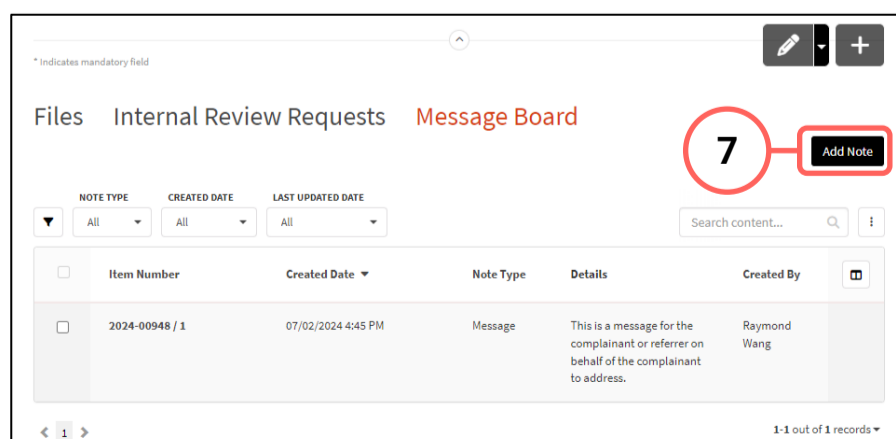 * Indicates mandatory field
Files Internal Review Requests Message Board
7
Add Note
NOTE TYPE CREATED DATE LAST UPDATED DATE
All All All Search content...
Item Number Created Date Note Type Details Created By
2024-00948 / 1 07/02/2024 4:45 PM Message This is a message for the Raymond
complainant or referrer on Wang
behalf of the complainant
to address.
1 1-1 out of 1 records